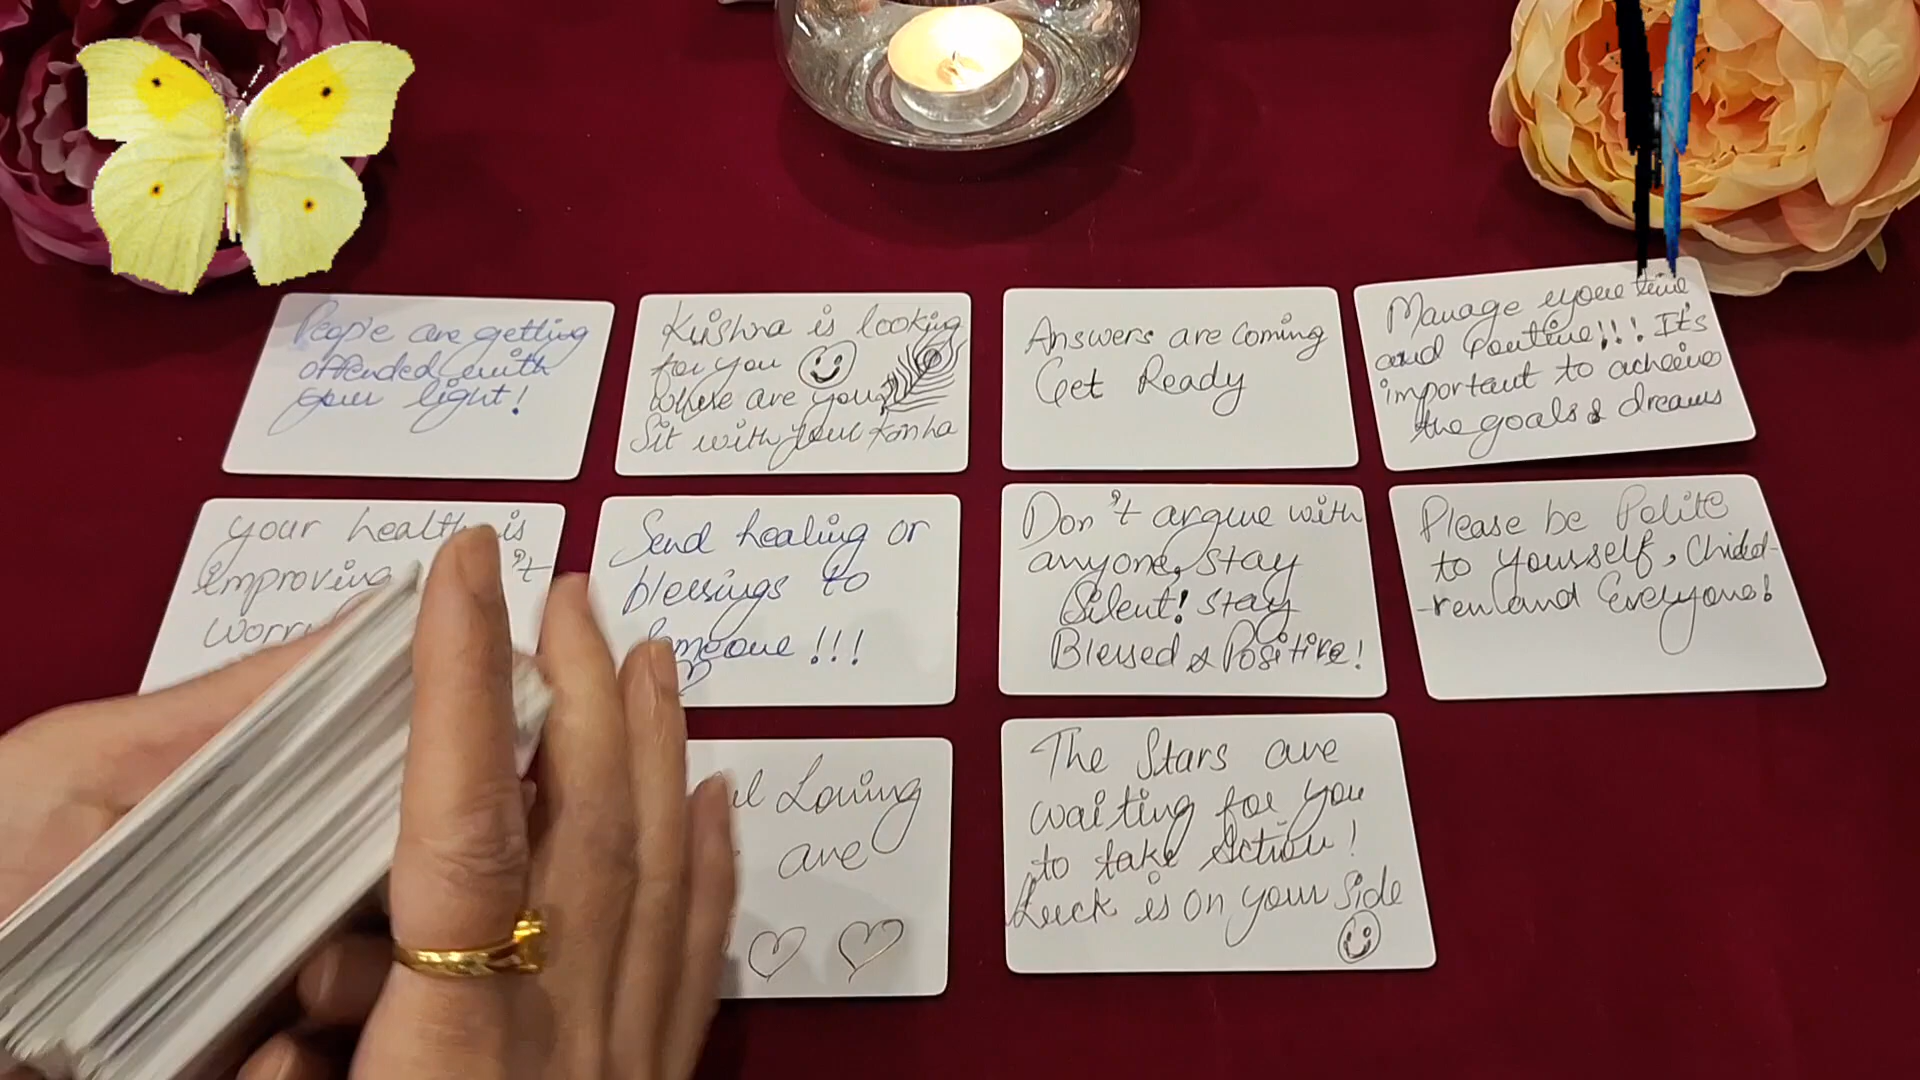 People are getting
offended with
your light!
Krishna is looking
for you
Where are you
Sit with your Kanha
Answers are coming
Get Ready
Manage your time
and routine!!! It's
important to acheive
the goals & dreams
your health is
improving 't
worry
Send healing or
blessings to
Someone !!!
Don't argue with
anyone, stay
Silent! stay
Blessed & Positive!
Please be Polite
to yourself, Child-
-ren and Everyone!
Loving
are
The Stars are
waiting for you
to take Action!
Luck is on your side